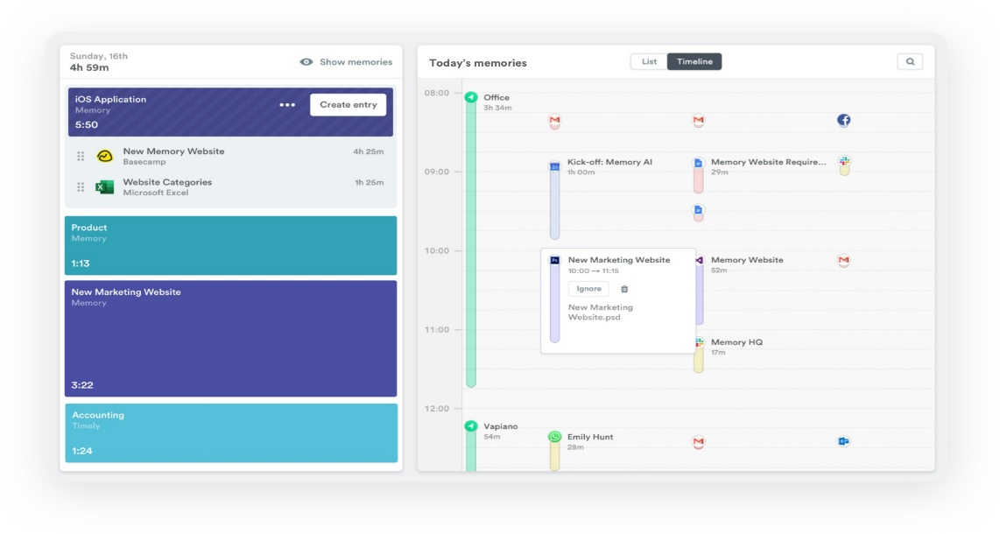 Sunday, 16th
4h 59m
Show memories
iOS Application
Memory
5:50
Create entry
New Memory Website
Basecamp
4h 25m
Website Categories
Microsoft Excel
1h 25m
Product
Memory
1:13
New Marketing Website
Memory
3:22
Accounting
Timely
1:24
Today's memories
List
Timeline
08:00
Office
3h 34m
09:00
Kick-off: Memory AI
1h 00m
Memory Website Require...
29m
10:00
New Marketing Website
10:00 → 11:15
Ignore
New Marketing
Website.psd
Memory Website
52m
11:00
Memory HQ
17m
12:00
Vapiano
54m
Emily Hunt
28m